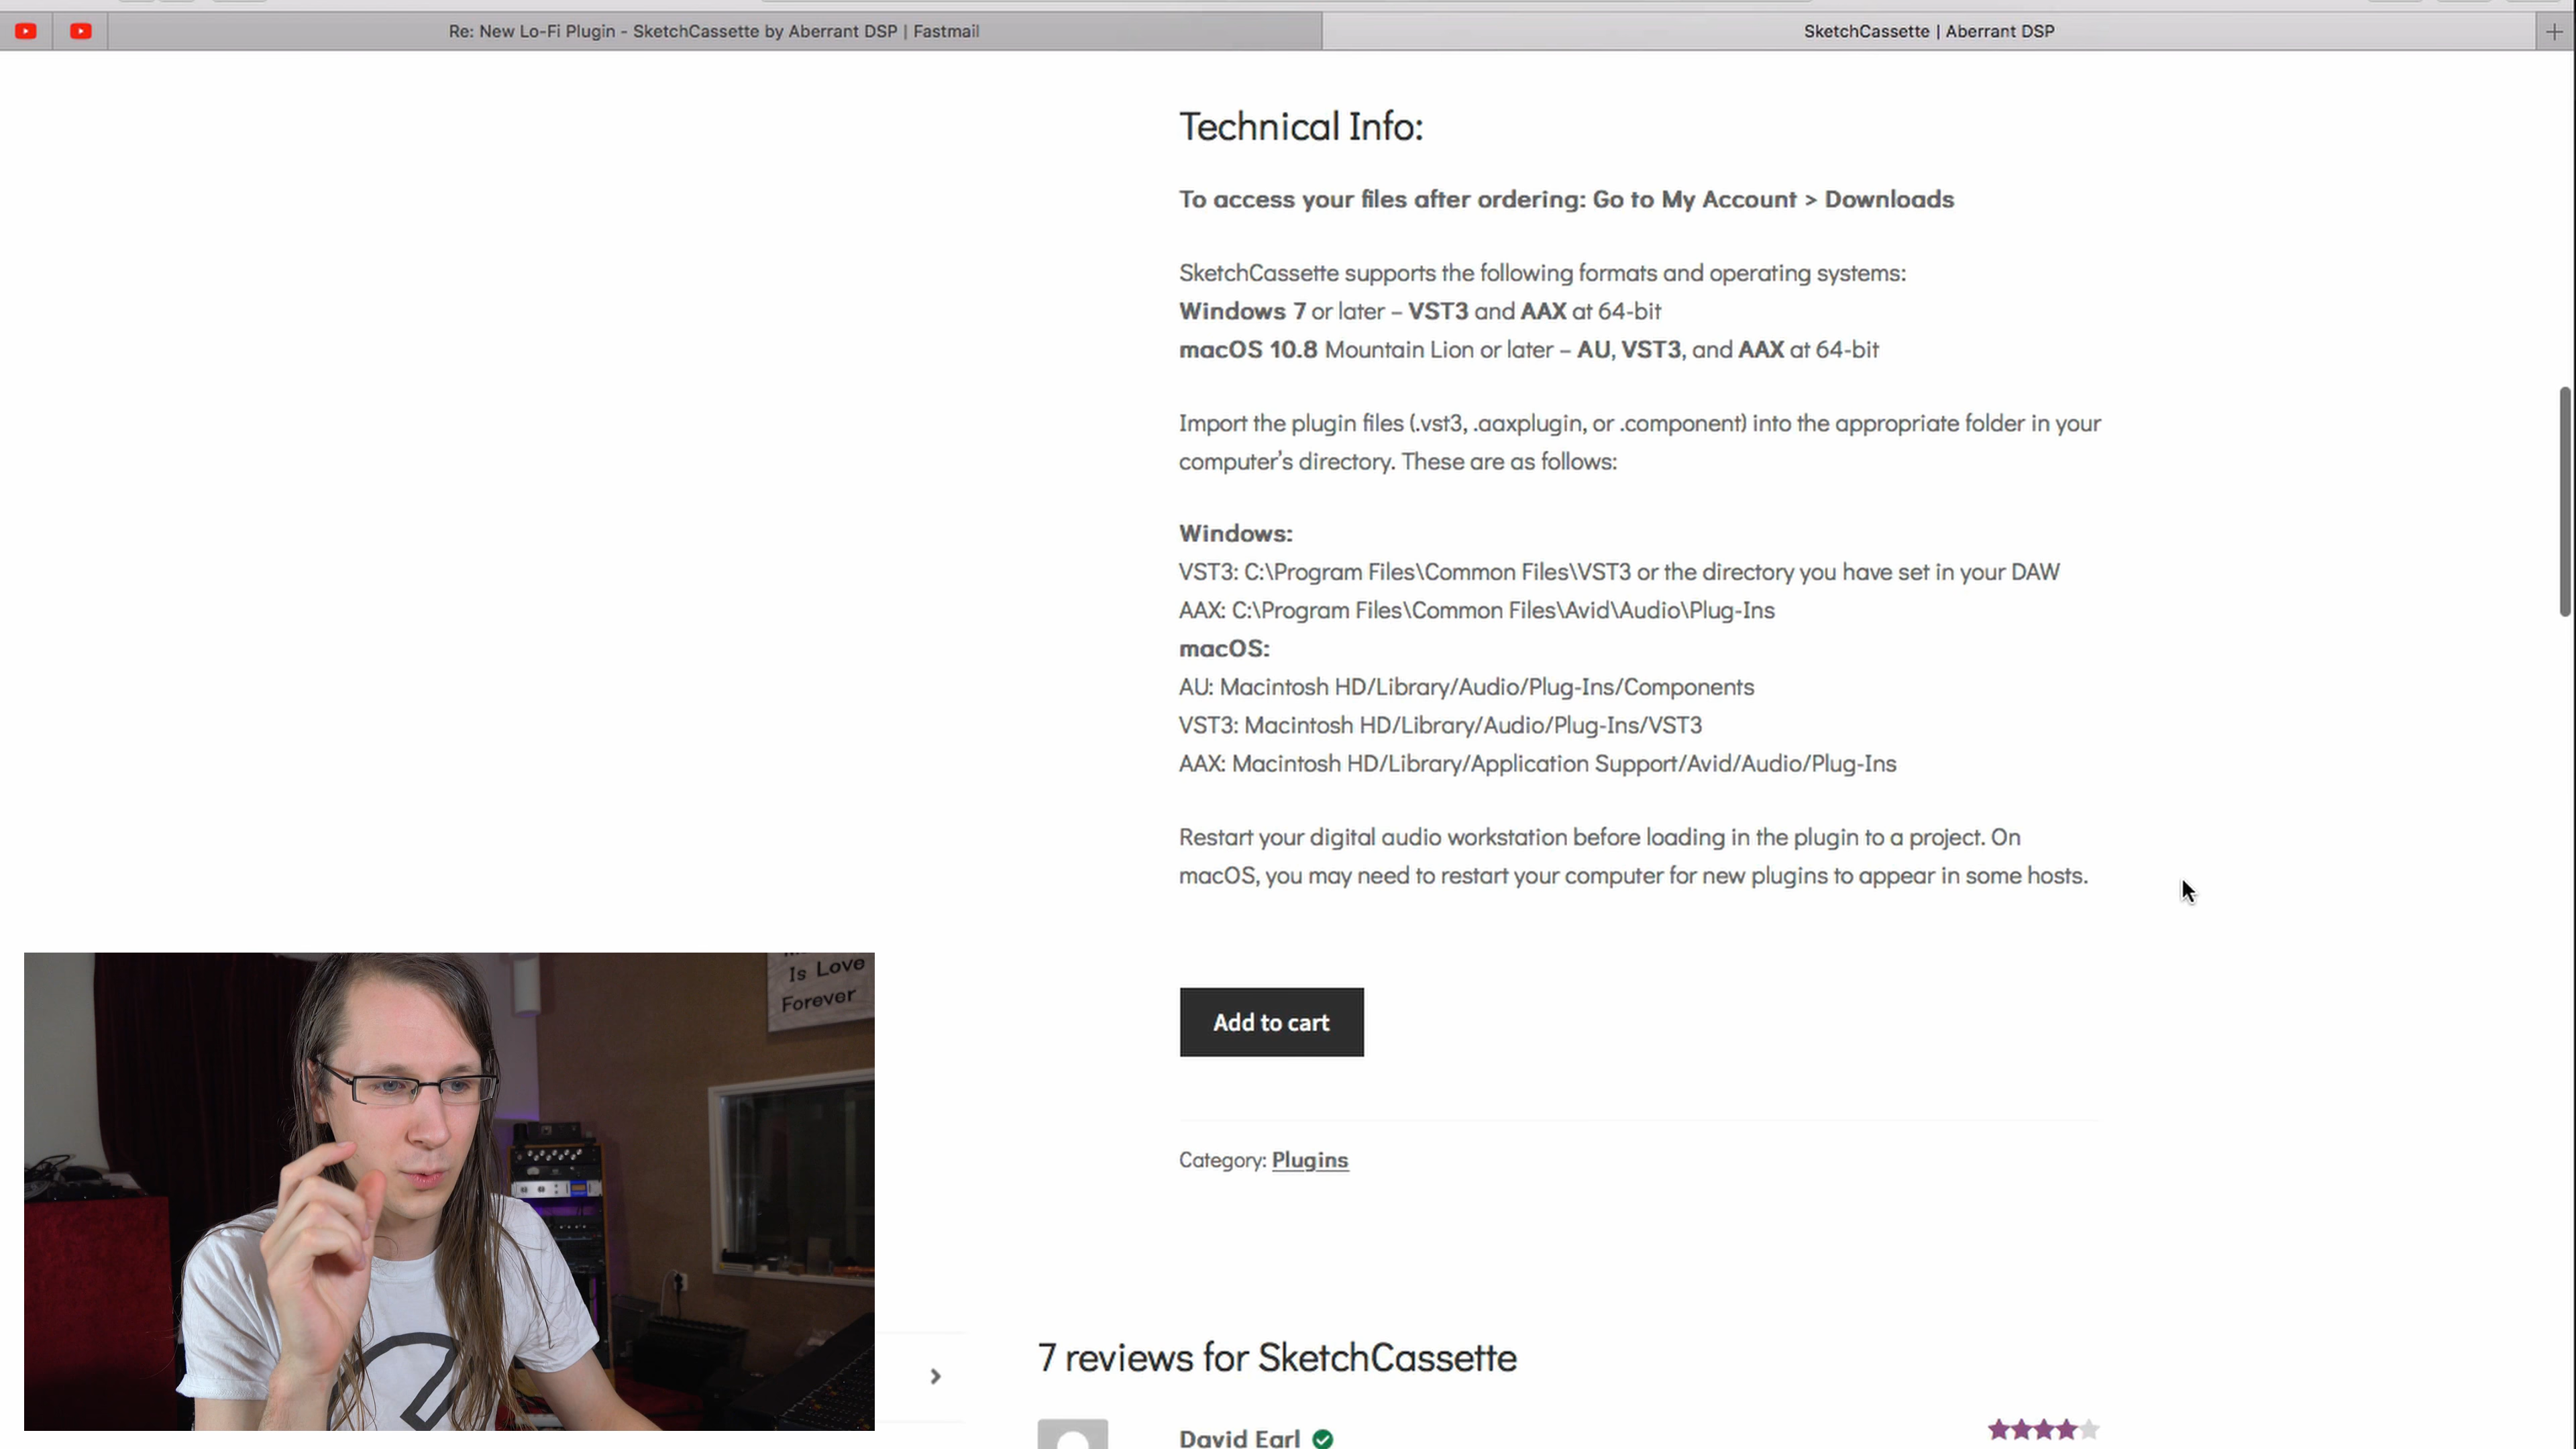 Re: New Lo-Fi Plugin - SketchCassette by Aberrant DSP | Fastmail
SketchCassette | Aberrant DSP
Technical Info:
To access your files after ordering: Go to My Account > Downloads
SketchCassette supports the following formats and operating systems:
Windows 7 or later – VST3 and AAX at 64-bit
macOS 10.8 Mountain Lion or later – AU, VST3, and AAX at 64-bit
Import the plugin files (.vst3, .aaxplugin, or .component) into the appropriate folder in your
computer’s directory. These are as follows:
Windows:
VST3: C:\Program Files\Common Files\VST3 or the directory you have set in your DAW
AAX: C:\Program Files\Common Files\Avid\Audio\Plug-Ins
macOS:
AU: Macintosh HD/Library/Audio/Plug-Ins/Components
VST3: Macintosh HD/Library/Audio/Plug-Ins/VST3
AAX: Macintosh HD/Library/Application Support/Avid/Audio/Plug-Ins
Restart your digital audio workstation before loading in the plugin to a project. On
macOS, you may need to restart your computer for new plugins to appear in some hosts.
Is Love
Forever
Add to cart
Category: Plugins
7 reviews for SketchCassette
David Earl